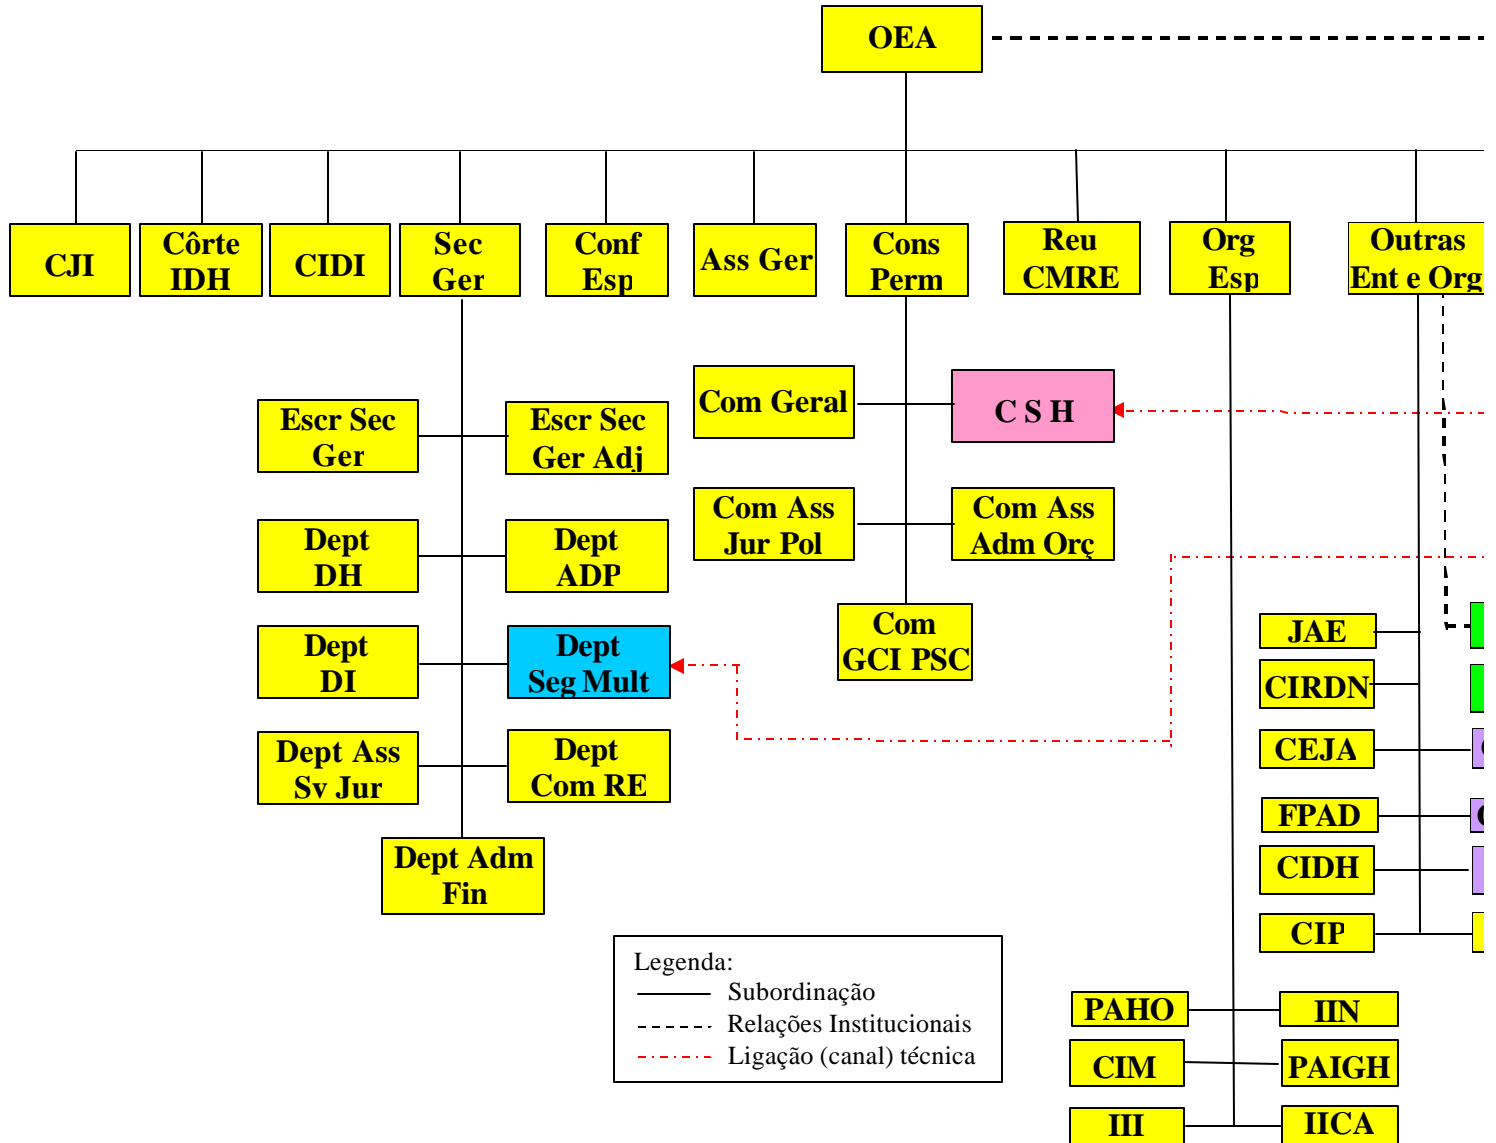 OEA
CJI
Côrte
IDH
CIDI
Sec
Ger
Conf
Esp
Ass Ger
Cons
Perm
Reu
CMRE
Org
Esp
Outras
Ent e Org
Escr Sec
Ger
Escr Sec
Ger Adj
Dept
DH
Dept
ADP
Dept
DI
Dept
Seg Mult
Dept Ass
Sv Jur
Dept
Com RE
Dept Adm
Fin
Com Geral
C S H
Com Ass
Jur Pol
Com Ass
Adm Orç
Com
GCI PSC
JAE
CIRDN
CEJA
FPAD
CIDH
CIP
PAHO
IIN
CIM
PAIGH
III
IICA
Legenda:
Subordinação
Relações Institucionais
Ligação (canal) técnica